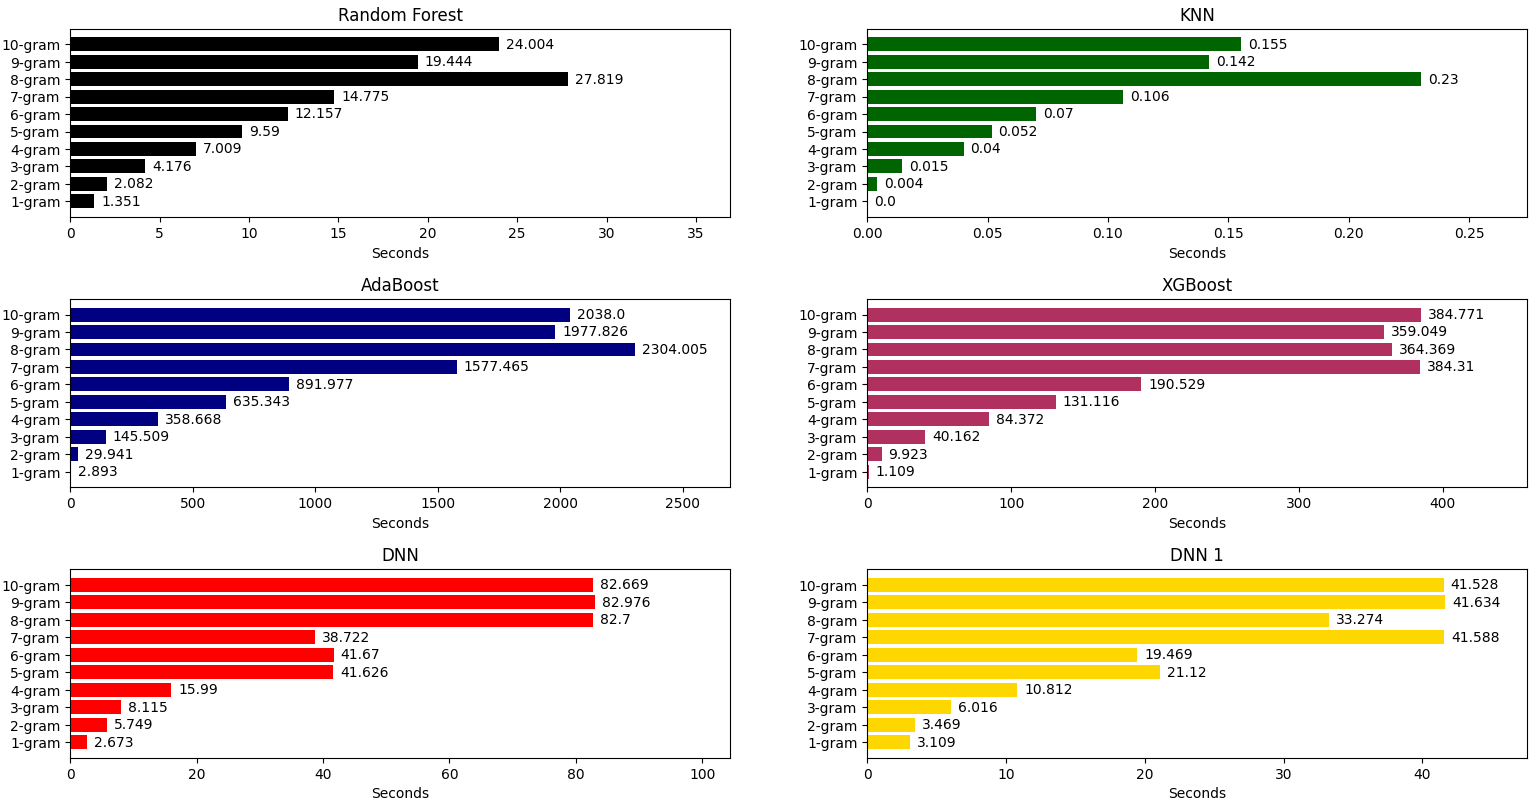 Random Forest
10-gram 24.004
9-gram 19.444
8-gram 27.819
7-gram 14.775
6-gram 12.157
5-gram 9.59
4-gram 7.009
3-gram 4.176
2-gram 2.082
1-gram 1.351
0 5 10 15 20 25 30 35
Seconds
KNN
10-gram 0.155
9-gram 0.142
8-gram 0.23
7-gram 0.106
6-gram 0.07
5-gram 0.052
4-gram 0.04
3-gram 0.015
2-gram 0.004
1-gram 0.0
0.00 0.05 0.10 0.15 0.20 0.25
Seconds
AdaBoost
10-gram 2038.0
9-gram 1977.826
8-gram 2304.005
7-gram 1577.465
6-gram 891.977
5-gram 635.343
4-gram 358.668
3-gram 145.509
2-gram 29.941
1-gram 2.893
0 500 1000 1500 2000 2500
Seconds
XGBoost
10-gram 384.771
9-gram 359.049
8-gram 364.369
7-gram 384.31
6-gram 190.529
5-gram 131.116
4-gram 84.372
3-gram 40.162
2-gram 9.923
1-gram 1.109
0 100 200 300 400
Seconds
DNN
10-gram 82.669
9-gram 82.976
8-gram 82.7
7-gram 38.722
6-gram 41.67
5-gram 41.626
4-gram 15.99
3-gram 8.115
2-gram 5.749
1-gram 2.673
0 20 40 60 80 100
Seconds
DNN 1
10-gram 41.528
9-gram 41.634
8-gram 33.274
7-gram 41.588
6-gram 19.469
5-gram 21.12
4-gram 10.812
3-gram 6.016
2-gram 3.469
1-gram 3.109
0 10 20 30 40
Seconds